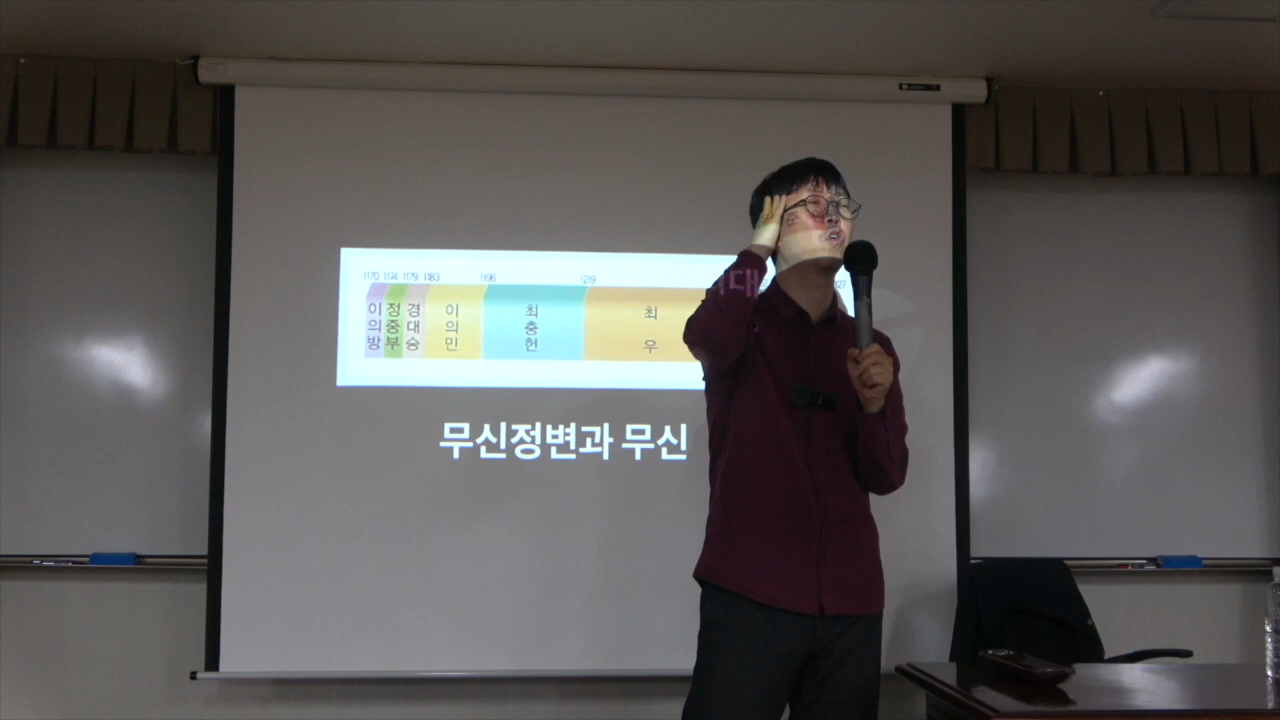 1170 1174 1179 1183 1196 1219
이의방 정중부 경대승 이의민 최충헌 최우
무신정변과 무신
대